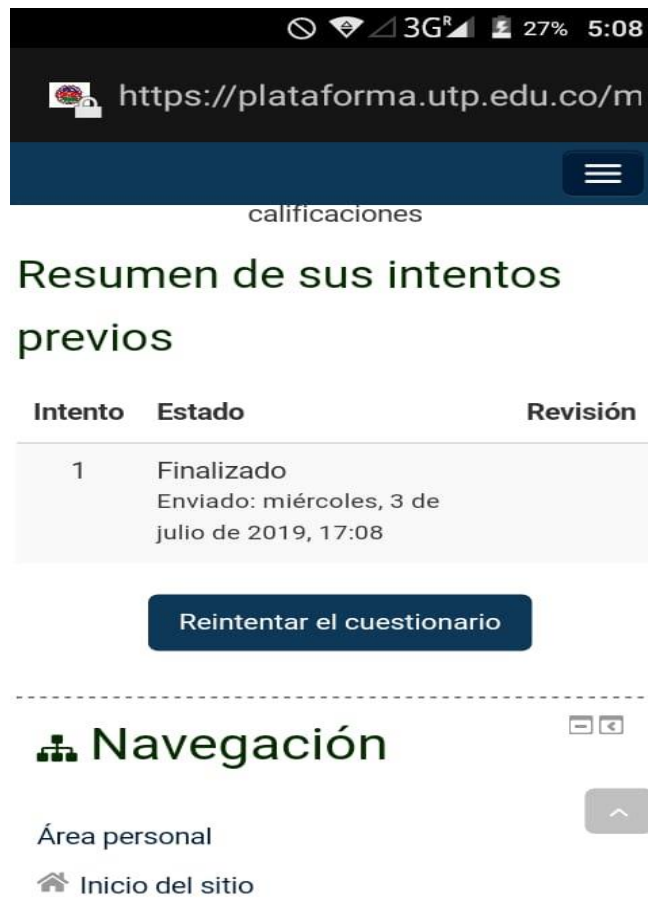 3G R 27% 5:08
https://plataforma.utp.edu.co/m
calificaciones
Resumen de sus intentos
previos
Intento Estado Revisión
1 Finalizado
Enviado: miércoles, 3 de
julio de 2019, 17:08
Reintentar el cuestionario
Navegación
Área personal
Inicio del sitio